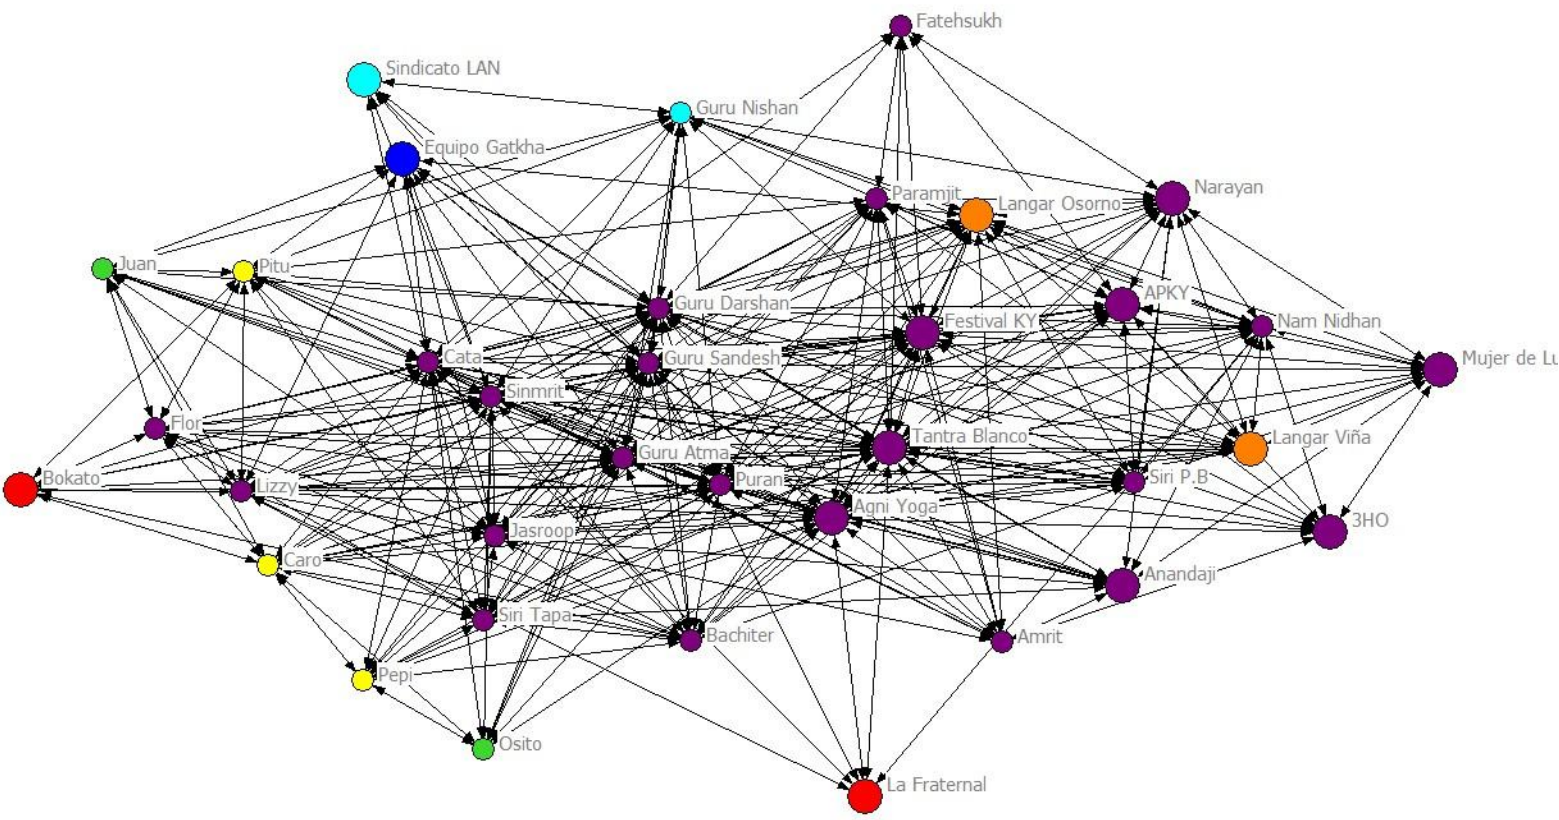 Fatehsukh
Sindicato LAN
Guru Nishan
Equipo Gatkha
Paramjit
Narayan
Langar Osorno
Juan
Pitu
APKY
Guru Darshan
Festival KY
Nam Nidhan
Cata
Guru Sandesh
Mujer de Lu
Sinmrit
Flor
Tantra Blanco
Langar Viña
Guru Atma
Bokato
Lizzy
Puran
Siri P.B
Agni Yoga
3HO
Jasroop
Caro
Anandaji
Siri Tapa
Bachiter
Amrit
Pepi
Osito
La Fraternal